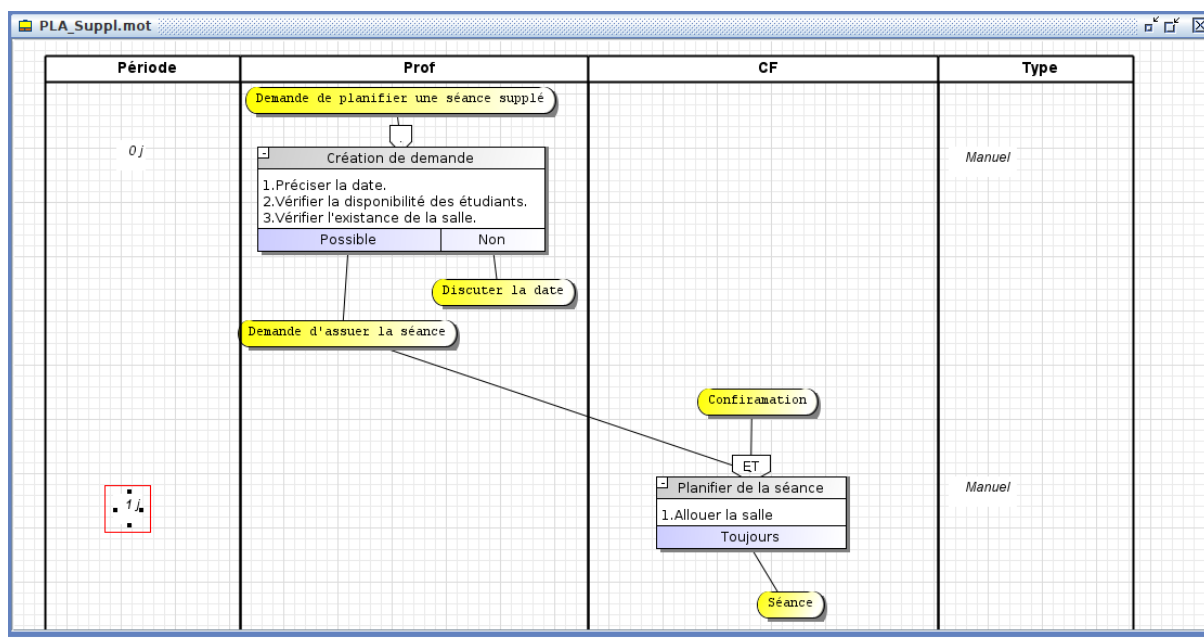 PLA_Suppl.mot
Période Prof CF Type
Demande de planifier une séance supplé
.
0 j
Création de demande
Manuel
1.Préciser la date.
2.Vérifier la disponibilité des étudiants.
3.Vérifier l'existance de la salle.
Possible Non
Discuter la date
Demande d'assuer la séance
Confiramation
ET
Planifier de la séance
Manuel
1 j
1.Allouer la salle
Toujours
Séance